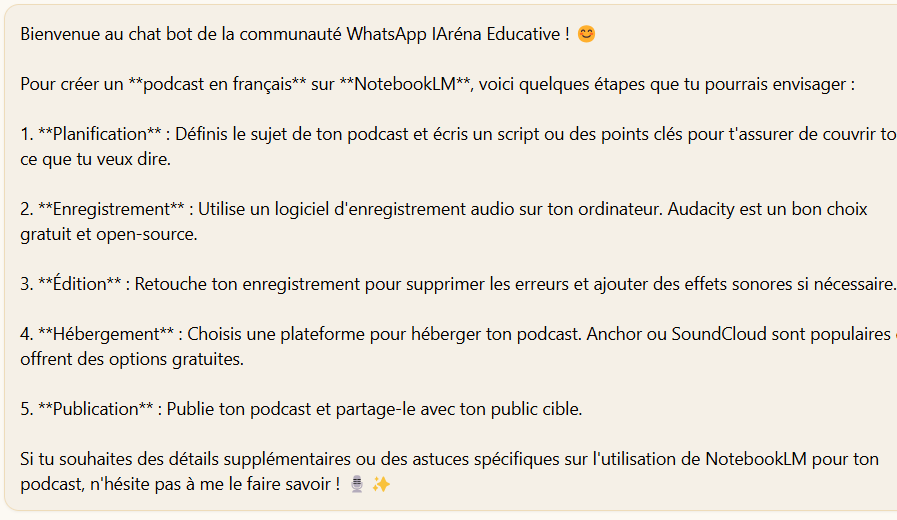 Bienvenue au chat bot de la communauté WhatsApp IAréna Educative ! 😊
Pour créer un **podcast en français** sur **NotebookLM**, voici quelques étapes que tu pourrais envisager :
1. **Planification** : Définis le sujet de ton podcast et écris un script ou des points clés pour t'assurer de couvrir
ce que tu veux dire.
2. **Enregistrement** : Utilise un logiciel d'enregistrement audio sur ton ordinateur. Audacity est un bon choix
gratuit et open-source.
3. **Édition** : Retouche ton enregistrement pour supprimer les erreurs et ajouter des effets sonores si nécessaire.
4. **Hébergement** : Choisis une plateforme pour héberger ton podcast. Anchor ou SoundCloud sont populaires
offrent des options gratuites.
5. **Publication** : Publie ton podcast et partage-le avec ton public cible.
Si tu souhaites des détails supplémentaires ou des astuces spécifiques sur l'utilisation de NotebookLM pour ton
podcast, n'hésite pas à me le faire savoir ! 🎙️ ✨